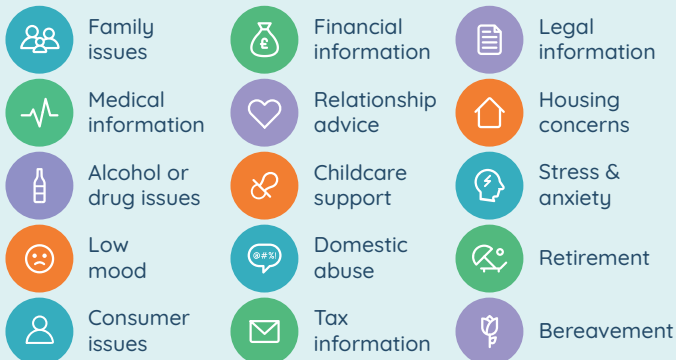 Family
issues
Financial
information
Legal
information
Medical
information
Relationship
advice
Housing
concerns
Alcohol or
drug issues
Childcare
support
Stress &
anxiety
Low
mood
@#%!
Domestic
abuse
Retirement
Consumer
issues
Tax
information
Bereavement
£